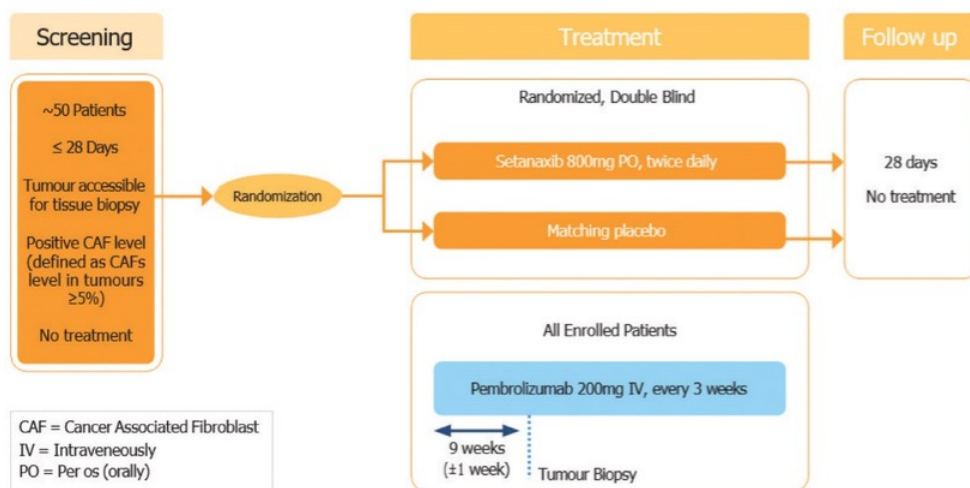 Screening
Treatment
Follow up
~50 Patients
≤ 28 Days
Tumour accessible
for tissue biopsy
Positive CAF level
(defined as CAFs
level in tumours
≥5%)
No treatment
Randomization
Randomized, Double Blind
Setanaxib 800mg PO, twice daily
Matching placebo
28 days
No treatment
All Enrolled Patients
Pembrolizumab 200mg IV, every 3 weeks
9 weeks
(±1 week)
Tumour Biopsy
CAF = Cancer Associated Fibroblast
IV = Intraveneously
PO = Per os (orally)